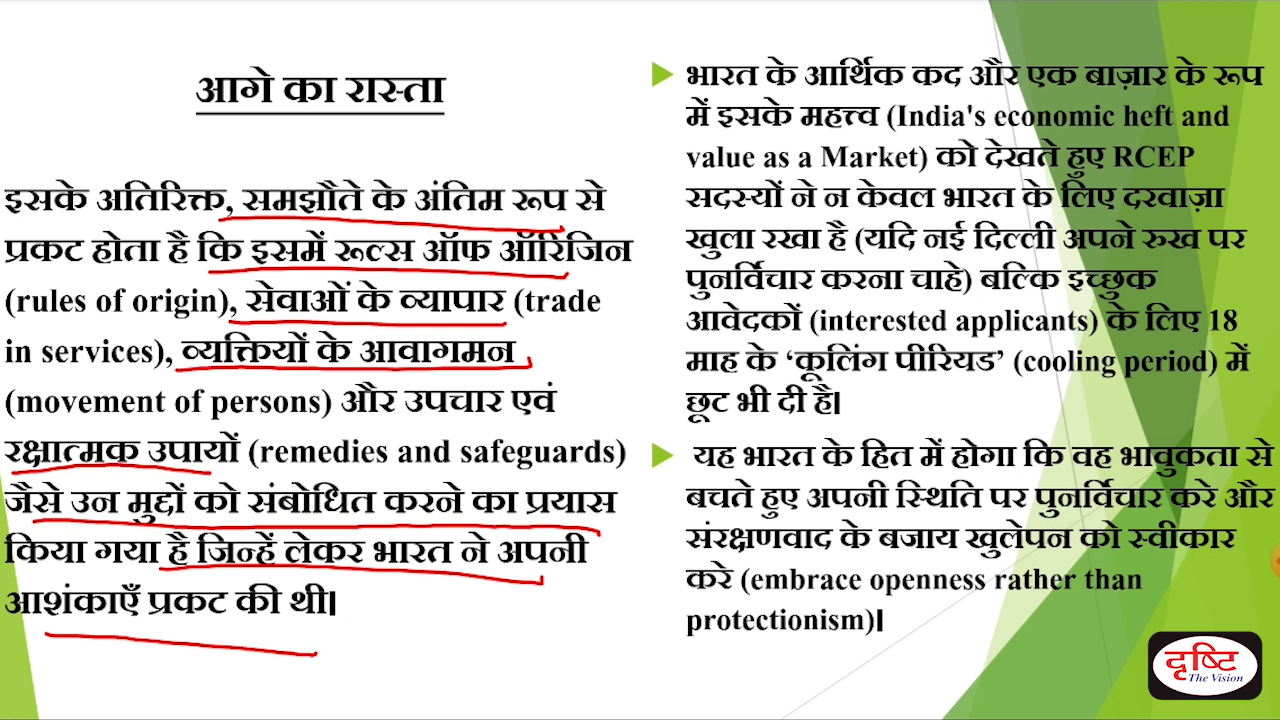 आगे का रास्ता
इसके अतिरिक्त, समझौते के अंतिम रूप से
प्रकट होता है कि इसमें रूल्स ऑफ ऑरिजिन
(rules of origin), सेवाओं के व्यापार (trade
in services), व्यक्तियों के आवागमन
(movement of persons) और उपचार एवं
रक्षात्मक उपायों (remedies and safeguards)
जैसे उन मुद्दों को संबोधित करने का प्रयास
किया गया है जिन्हें लेकर भारत ने अपनी
आशंकाएँ प्रकट की थी।
भारत के आर्थिक कद और एक बाज़ार के रूप
में इसके महत्त्व (India's economic heft and
value as a Market) को देखते हुए RCEP
सदस्यों ने न केवल भारत के लिए दरवाज़ा
खुला रखा है (यदि नई दिल्ली अपने रुख पर
पुनर्विचार करना चाहे) बल्कि इच्छुक
आवेदकों (interested applicants) के लिए 18
माह के ‘कूलिंग पीरियड’ (cooling period) में
छूट भी दी है।
यह भारत के हित में होगा कि वह भावुकता से
बचते हुए अपनी स्थिति पर पुनर्विचार करे और
संरक्षणवाद के बजाय खुलेपन को स्वीकार
करे (embrace openness rather than
protectionism)।
दृष्टि
The Vision